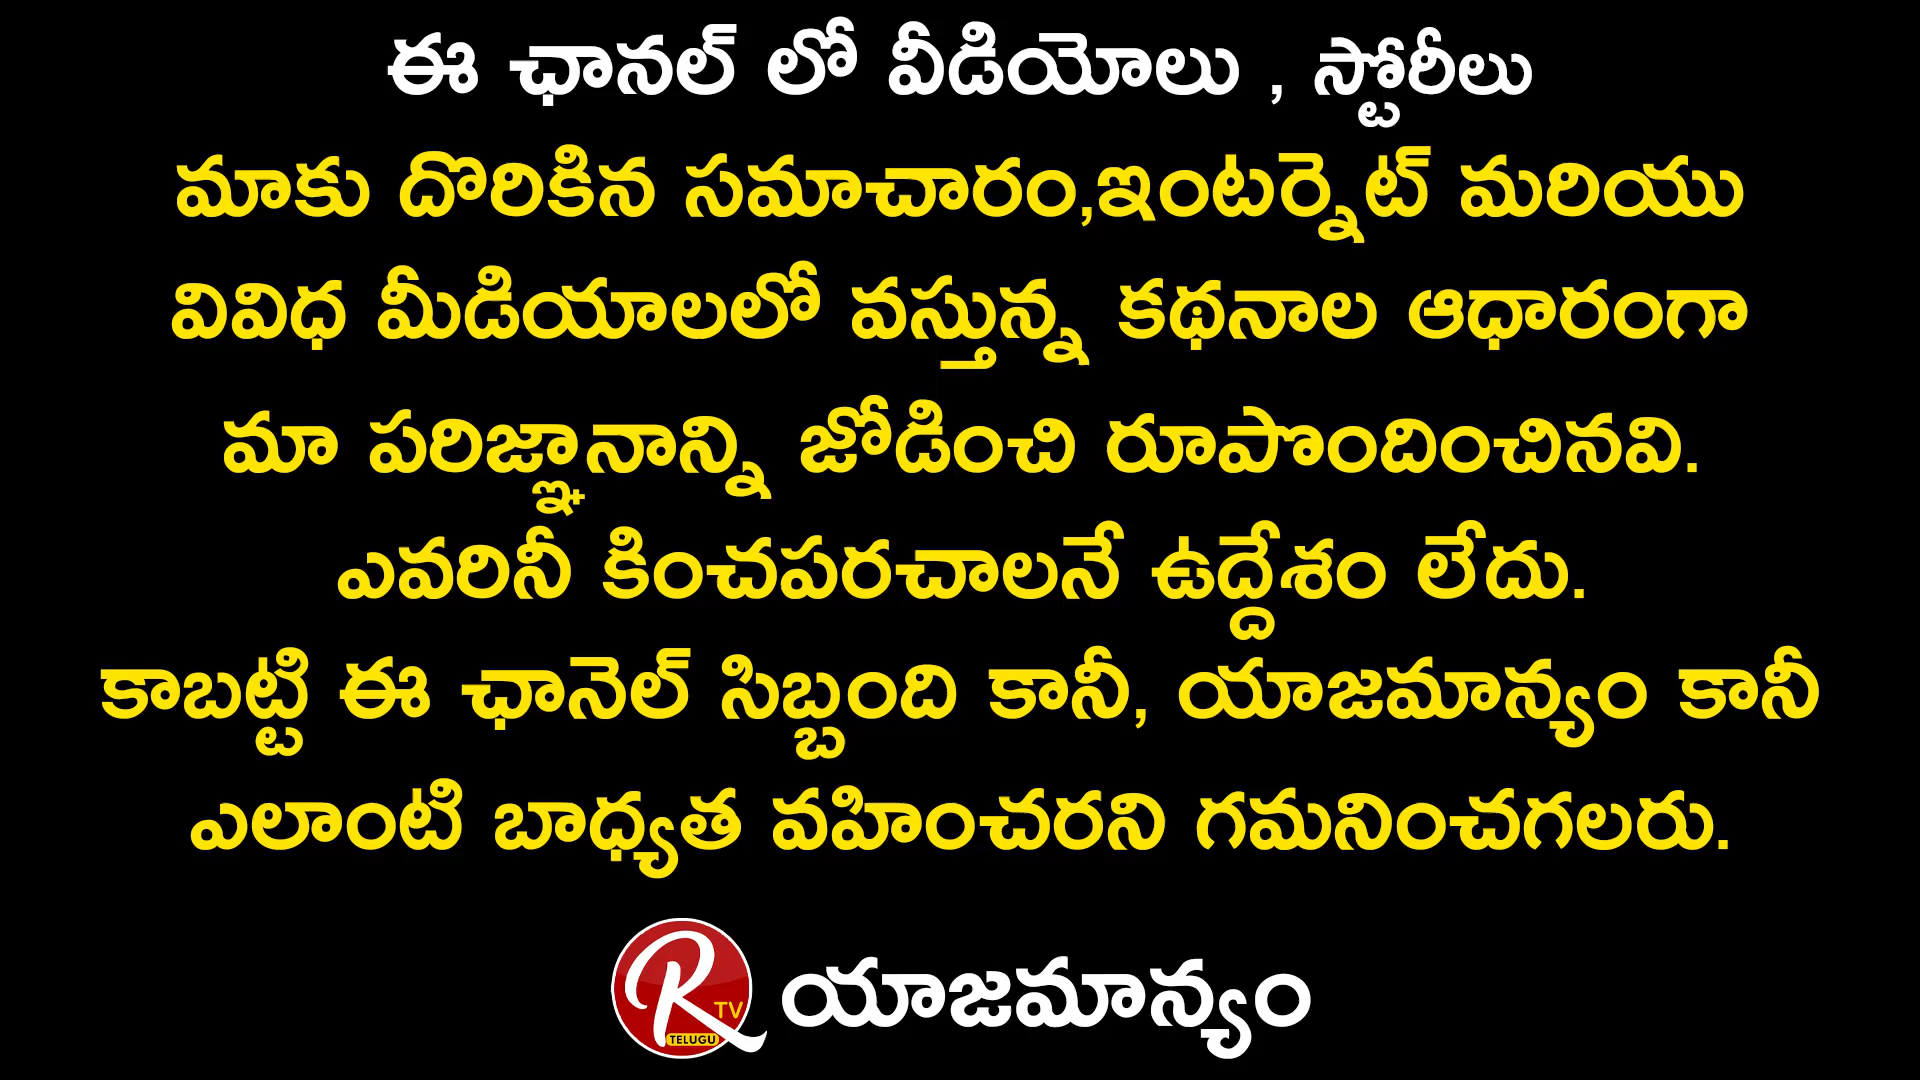 ఈ ఛానల్ లో వీడియోలు , స్టోరీలు
మాకు దొరికిన సమాచారం,ఇంటర్నెట్ మరియు
వివిధ మీడియాలలో వస్తున్న కథనాల ఆధారంగా
మా పరిజ్ఞానాన్ని జోడించి రూపొందించినవి.
ఎవరినీ కించపరచాలనే ఉద్దేశం లేదు.
కాబట్టి ఈ ఛానెల్ సిబ్బంది కానీ, యాజమాన్యం కానీ
ఎలాంటి బాధ్యత వహించరని గమనించగలరు.
R TV TELUGU యాజమాన్యం